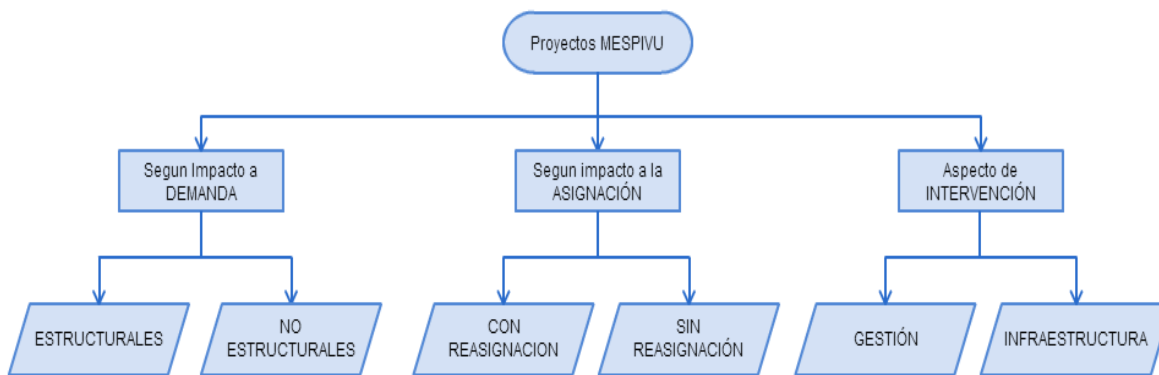 Proyectos MESPIVU
Segun Impacto a
DEMANDA
Segun impacto a la
ASIGNACIÓN
Aspecto de
INTERVENCIÓN
ESTRUCTURALES
NO
ESTRUCTURALES
CON
REASIGNACION
SIN
REASIGNACIÓN
GESTIÓN
INFRAESTRUCTURA